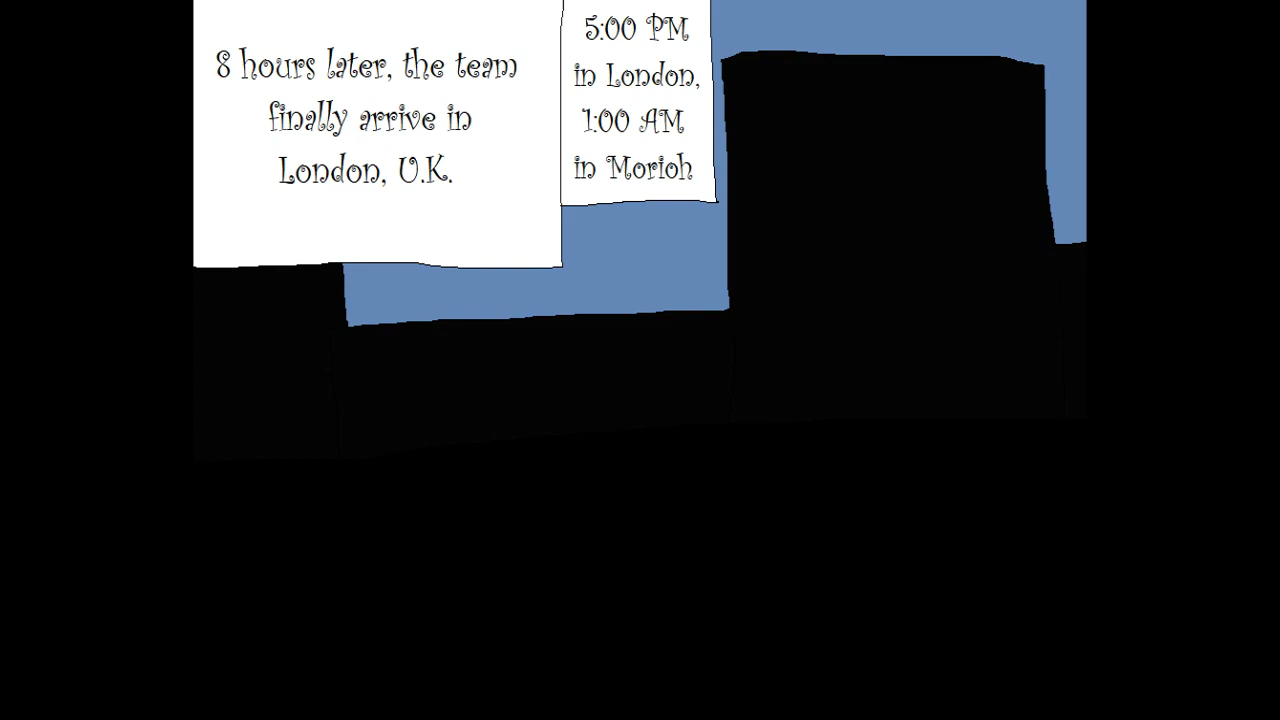 8 hours later, the team
finally arrive in
London, U.K.
5:00 PM
in London,
1:00 AM
in Morioh